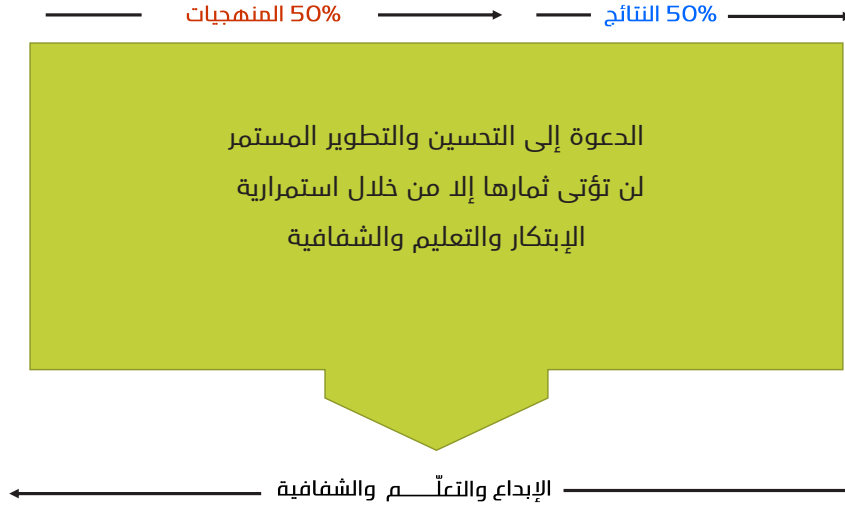 50% النتائج
50% المنهجيات
الدعوة إلى التحسين والتطوير المستمر
لن تؤتى ثمارها إلا من خلال استمرارية
الإبتكار والتعليم والشفافية
الإبداع والتعلّـــــم والشفافية